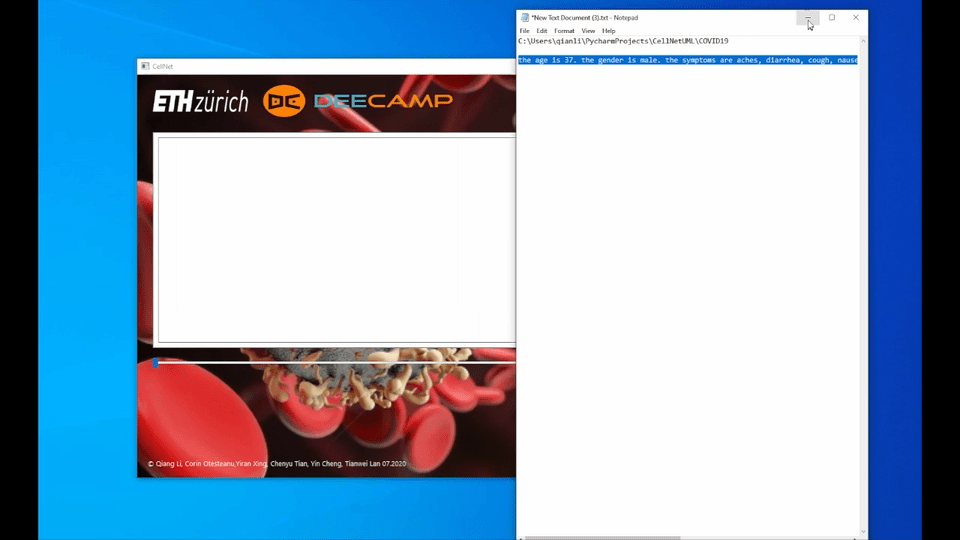 *New Text Document (3).txt - Notepad
File Edit Format View Help
C:\Users\qianli\PycharmProjects\CellNetUML\COVID19
the age is 37. the gender is male. the symptoms are aches, diarrhea, cough, nause
CellNet
ETH zürich DC DEECAMP
© Qiang Li, Corin Otesteanu,Yiran Xing, Chenyu Tian, Yin Cheng, Tianwei Lan 07.2020